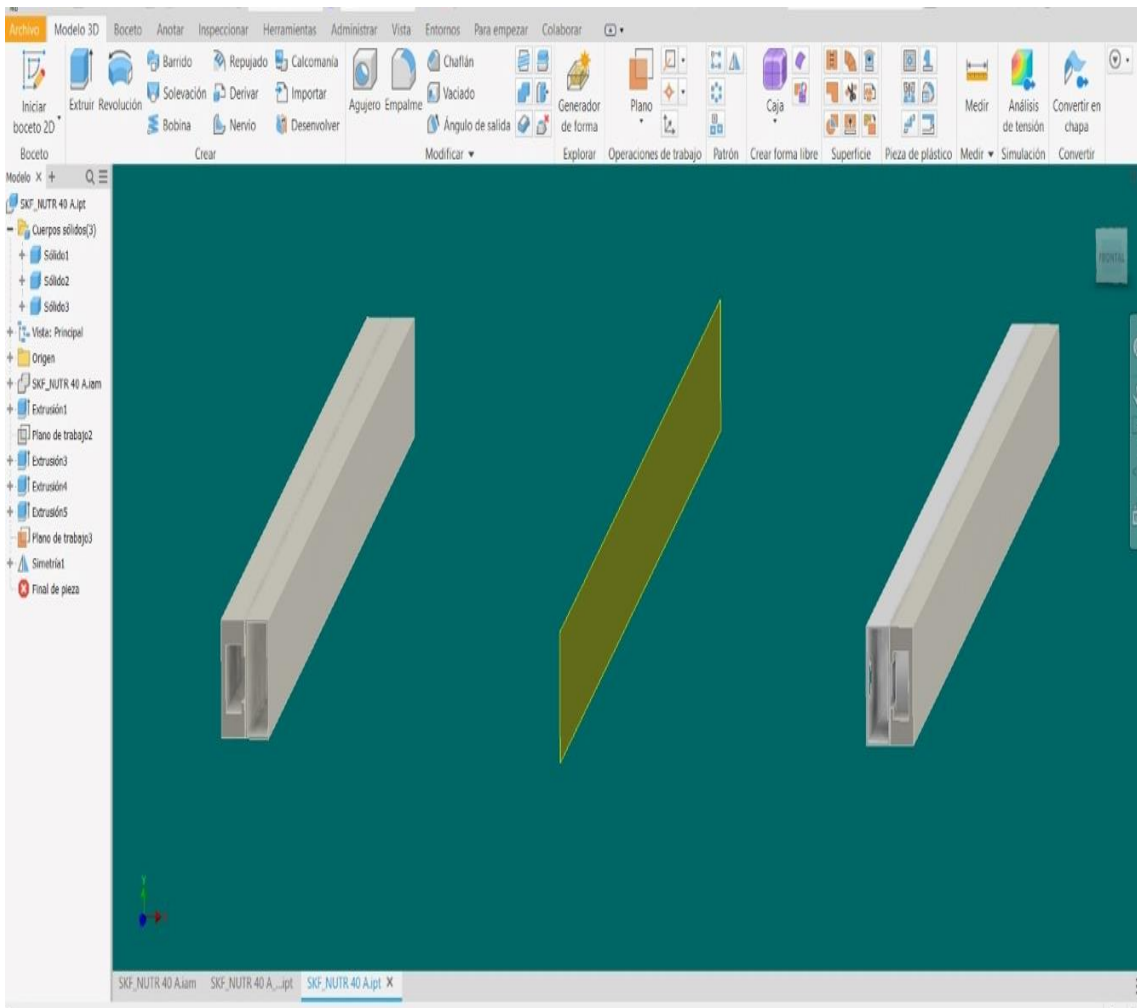 Archivo Modelo 3D Boceto Anotar Inspeccionar Herramientas Administrar Vista Entornos Para empezar Colaborar
Barrido Repujado Calcomanía Chaflán
Iniciar boceto 2D Extruir Revolución Solevación Derivar Importar Agujero Empalme Vaciado Generador de forma Plano Caja Medir Análisis de tensión Convertir en chapa
Bobina Nervio Desenvolver Ángulo de salida
Boceto Crear Modificar Explorar Operaciones de trabajo Patrón Crear forma libre Superficie Pieza de plástico Medir Simulación Convertir
Modelo X +
SKF_NUTR 40 A.ipt
Cuerpos sólidos(3)
Sólido1
Sólido2
Sólido3
Vista: Principal
Origen
SKF_NUTR 40 A.iam
Extrusión1
Plano de trabajo2
Extrusión3
Extrusión4
Extrusión5
Plano de trabajo3
Simetría1
Final de pieza
FRONTAL
SKF_NUTR 40 A.iam SKF_NUTR 40 A_...ipt SKF_NUTR 40 A.ipt X